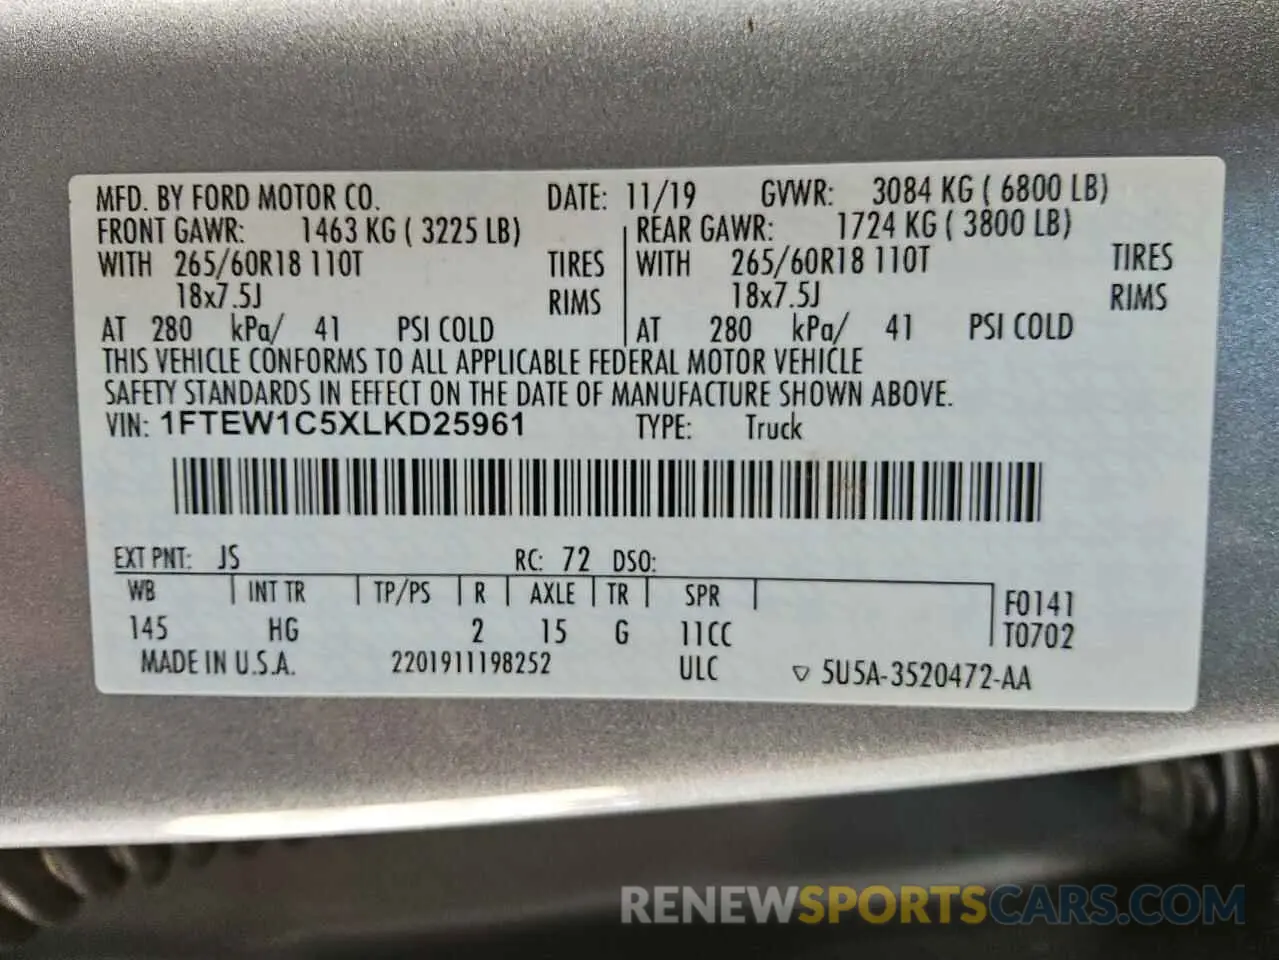 MFD. BY FORD MOTOR CO. DATE: 11/19 GVWR: 3084 KG ( 6800 LB)
FRONT GAWR: 1463 KG ( 3225 LB) REAR GAWR: 1724 KG ( 3800 LB)
WITH 265/60R18 110T TIRES WITH 265/60R18 110T TIRES
18x7.5J RIMS 18x7.5J RIMS
AT 280 kPa/ 41 PSI COLD AT 280 kPa/ 41 PSI COLD
THIS VEHICLE CONFORMS TO ALL APPLICABLE FEDERAL MOTOR VEHICLE
SAFETY STANDARDS IN EFFECT ON THE DATE OF MANUFACTURE SHOWN ABOVE.
VIN: 1FTEW1C5XLKD25961 TYPE: Truck
EXT PNT: JS RC: 72 DSO:
WB INT TR TP/PS R AXLE TR SPR F0141
145 HG 2 15 G 11CC T0702
MADE IN U.S.A. 2201911198252 ULC ▽ 5U5A-3520472-AA
RENEWSPORTSCARS.COM